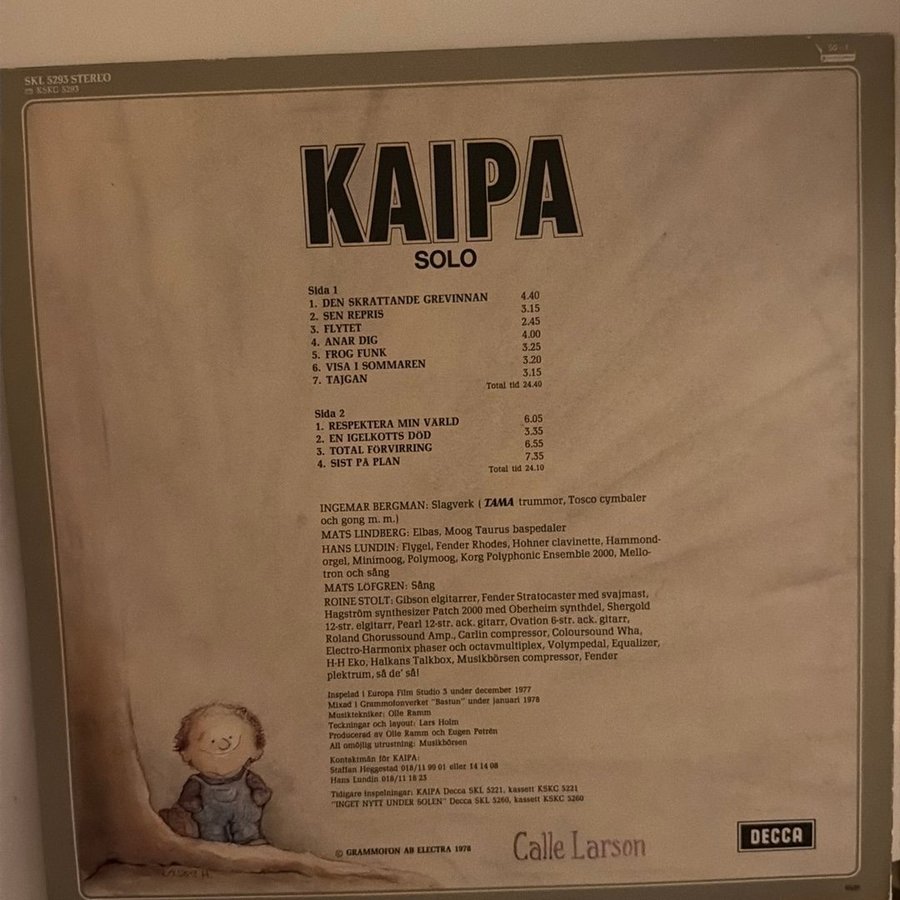 SKL 5293 STEREO
KSKC 5293
KAIPA
SOLO
Sida 1
1. DEN SKRATTANDE GREVINNAN 4.40
2. SEN REPRIS 3.15
3. FLYTET 2.45
4. ANAR DIG 4.00
5. FROG FUNK 3.25
6. VISA I SOMMAREN 3.20
7. TAJGAN 3.15
Total tid 24.40
Sida 2
1. RESPEKTERA MIN VÄRLD 6.05
2. EN IGELKOTTS DÖD 3.35
3. TOTAL FÖRVIRRING 6.55
4. SIST PÅ PLAN 7.35
Total tid 24.10
INGEMAR BERGMAN: Slagverk ( TAMA trummor, Tosco cymbaler
och gong m. m.)
MATS LINDBERG: Elbas, Moog Taurus baspedaler
HANS LUNDIN: Flygel, Fender Rhodes, Hohner clavinette, Hammond-
orgel, Minimoog, Polymoog, Korg Polyphonic Ensemble 2000, Mello-
tron och sång
MATS LÖFGREN: Sång
ROINE STOLT: Gibson elgitarrer, Fender Stratocaster med svajmast,
Hagström synthesizer Patch 2000 med Oberheim synthdel, Shergold
12-str. elgitarr, Pearl 12-str. ack. gitarr, Ovation 6-str. ack. gitarr,
Roland Chorussound Amp., Carlin compressor, Coloursound Wha,
Electro-Harmonix phaser och octavmultiplex, Volympedal, Equalizer,
H-H Eko, Halkans Talkbox, Musikbörsen compressor, Fender
plektrum, så de' så!
Inspelad i Europa Film Studio 3 under december 1977
Mixad i Grammofonverket "Bastun" under januari 1978
Musiktekniker: Olle Ramm
Teckningar och layout: Lars Holm
Producerad av Olle Ramm och Eugen Petrén
All omöjlig utrustning: Musikbörsen
Kontaktmän för KAIPA:
Staffan Heggestad 018/11 99 01 eller 14 14 08
Hans Lundin 018/11 18 23
Tidigare inspelningar: KAIPA Decca SKL 5221, kassett KSKC 5221
"INGET NYTT UNDER SOLEN" Decca SKL 5260, kassett KSKC 5260
© GRAMMOFON AB ELECTRA 1978
Calle Larson
DECCA